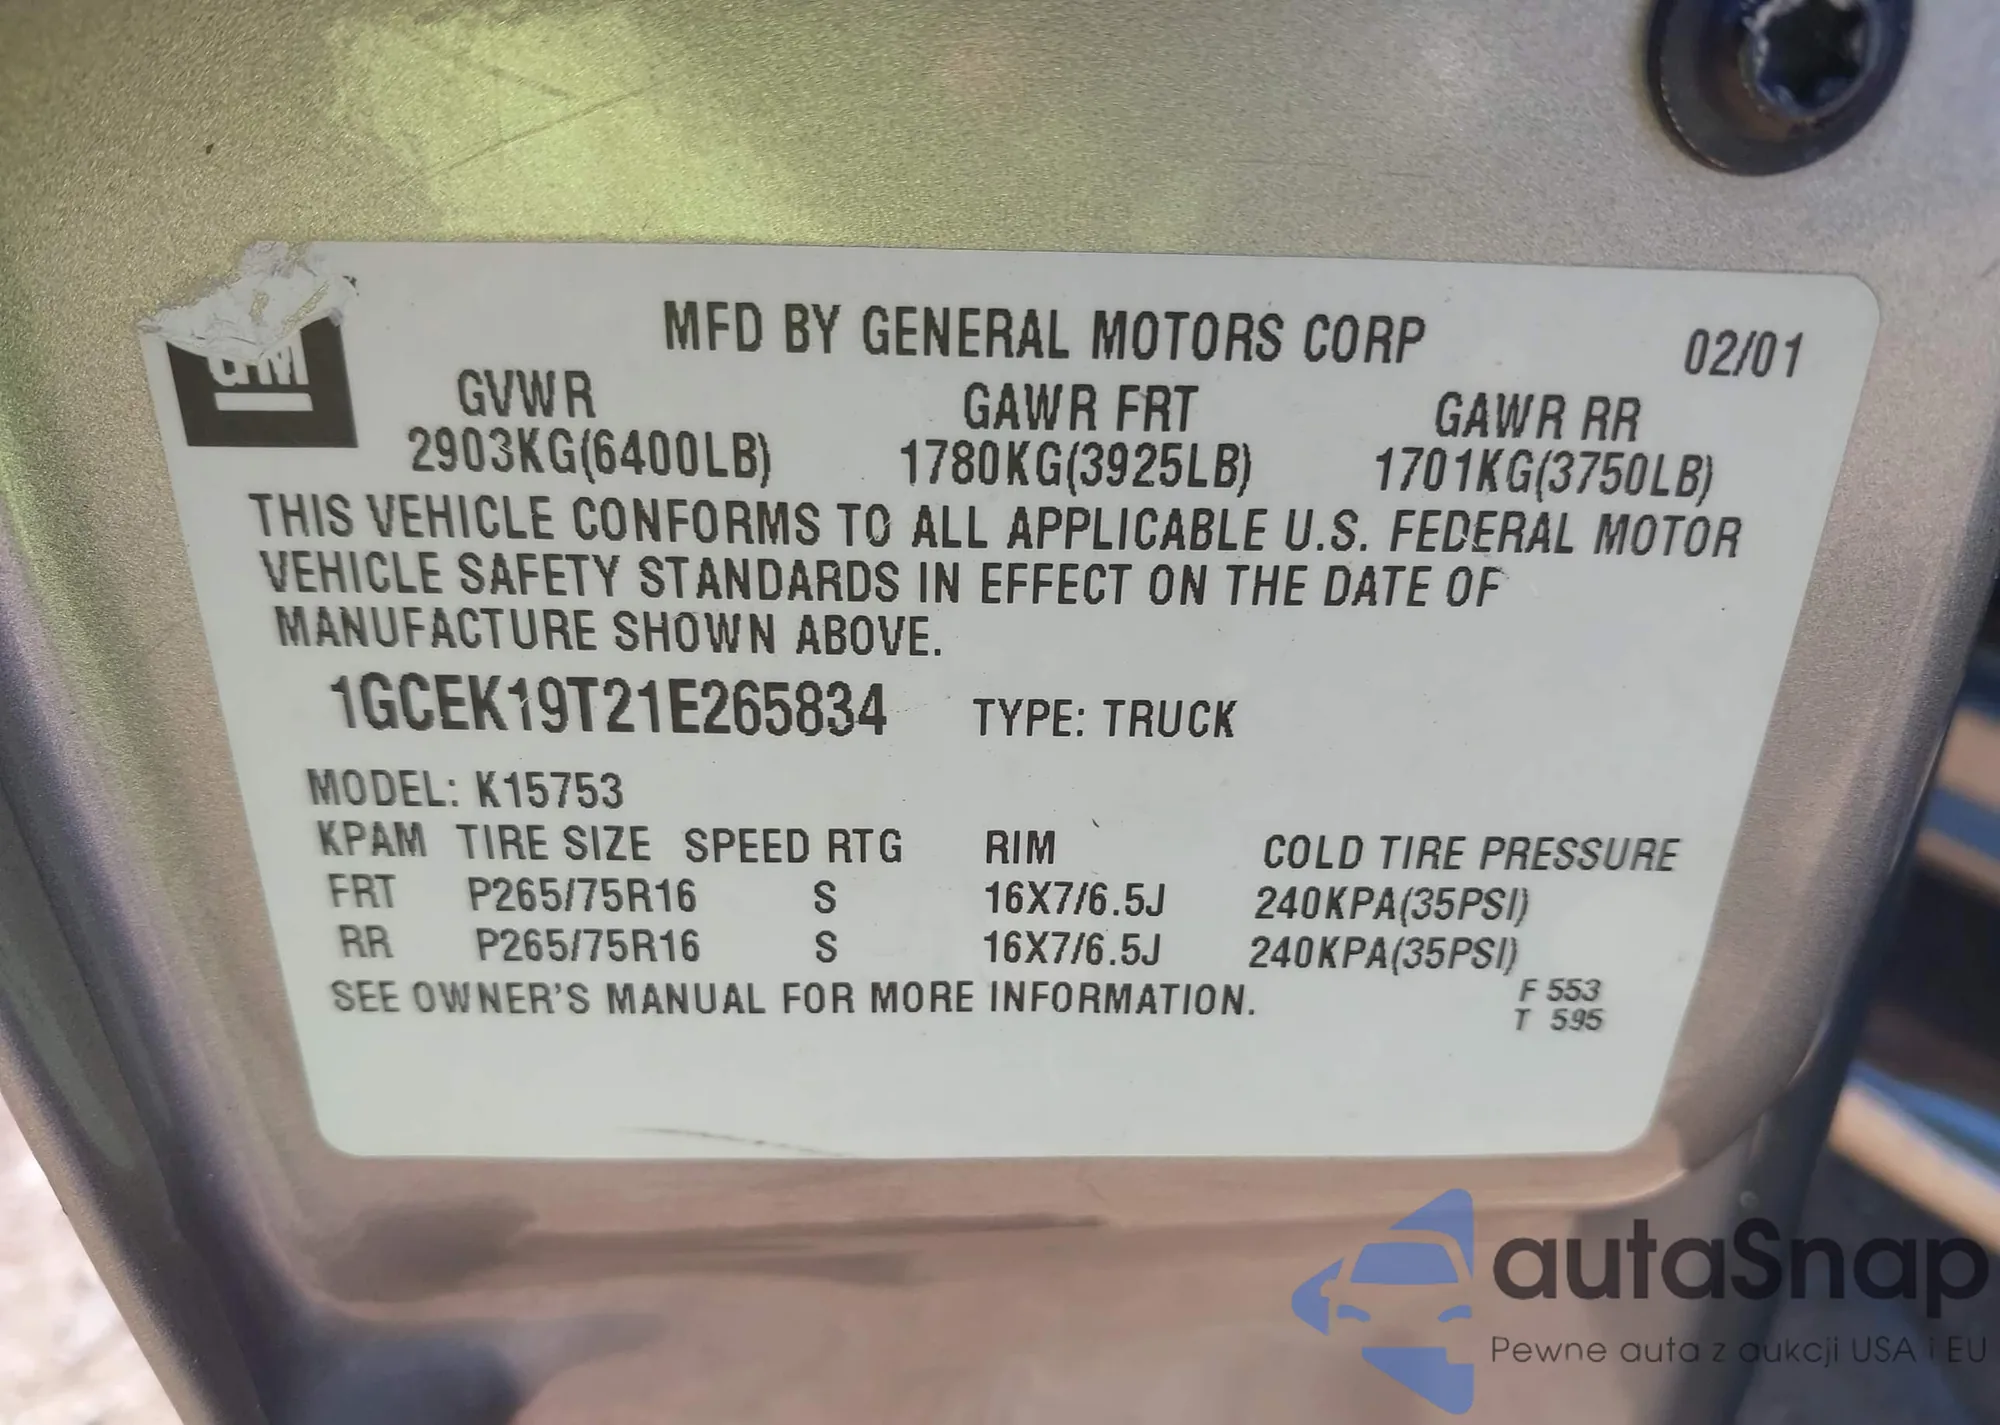 GM
MFD BY GENERAL MOTORS CORP 02/01
GVWR GAWR FRT GAWR RR
2903KG(6400LB) 1780KG(3925LB) 1701KG(3750LB)
THIS VEHICLE CONFORMS TO ALL APPLICABLE U.S. FEDERAL MOTOR
VEHICLE SAFETY STANDARDS IN EFFECT ON THE DATE OF
MANUFACTURE SHOWN ABOVE.
1GCEK19T21E265834 TYPE: TRUCK
MODEL: K15753
KPAM TIRE SIZE SPEED RTG RIM COLD TIRE PRESSURE
FRT P265/75R16 S 16X7/6.5J 240KPA(35PSI)
RR P265/75R16 S 16X7/6.5J 240KPA(35PSI)
SEE OWNER'S MANUAL FOR MORE INFORMATION.
F 553
T 595
autaSnap
Pewne auta z aukcji USA i EU